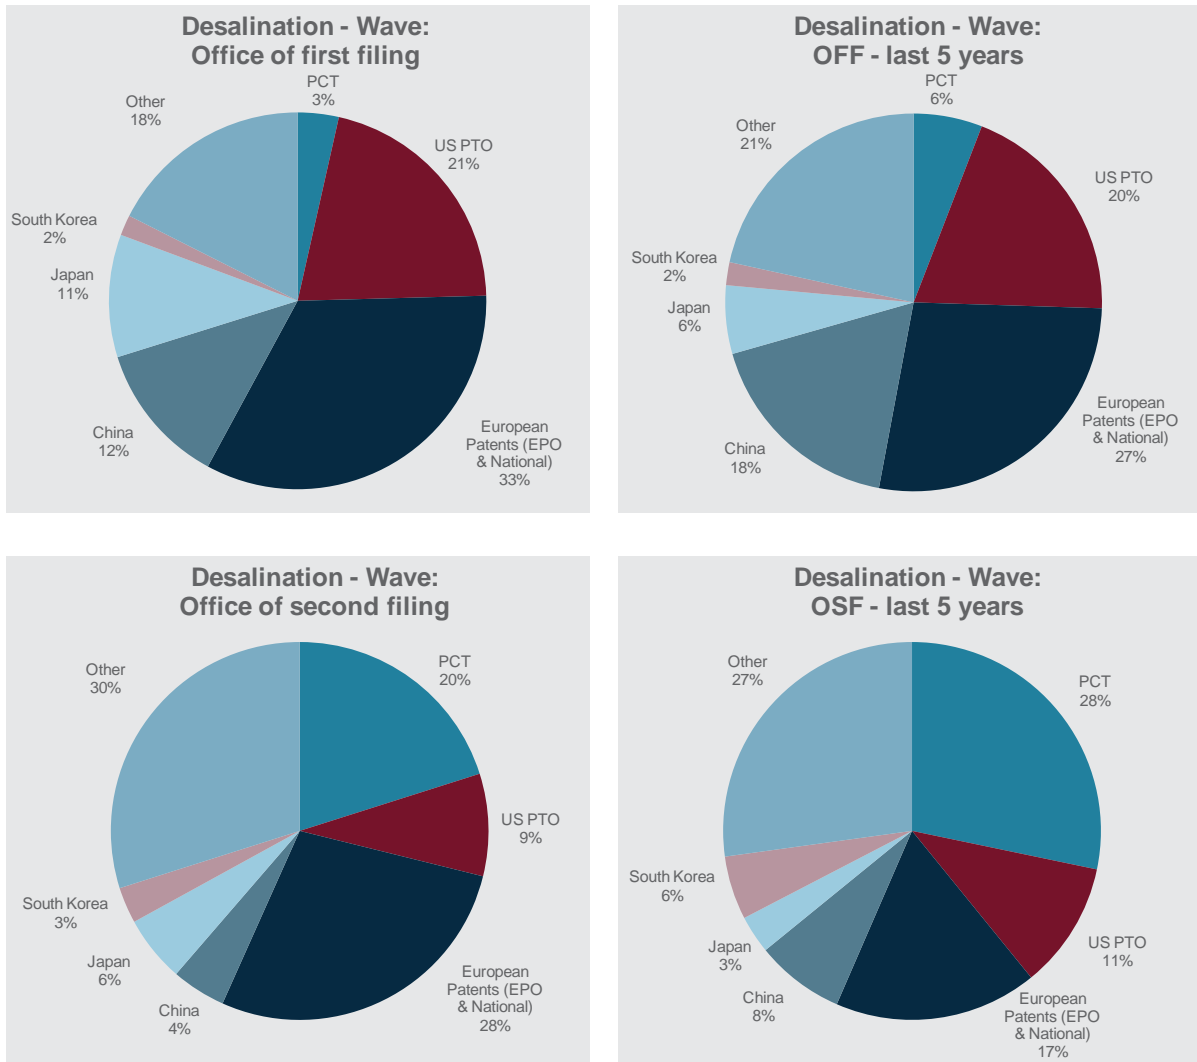 Desalination - Wave:
Office of first filing
PCT
3%
US PTO
21%
European
Patents (EPO
& National)
33%
China
12%
Japan
11%
South Korea
2%
Other
18%
Desalination - Wave:
OFF - last 5 years
PCT
6%
US PTO
20%
European
Patents (EPO
& National)
27%
China
18%
Japan
6%
South Korea
2%
Other
21%
Desalination - Wave:
Office of second filing
PCT
20%
US PTO
9%
European
Patents (EPO
& National)
28%
China
4%
Japan
6%
South Korea
3%
Other
30%
Desalination - Wave:
OSF - last 5 years
PCT
28%
US PTO
11%
European
Patents (EPO
& National)
17%
China
8%
Japan
3%
South Korea
6%
Other
27%